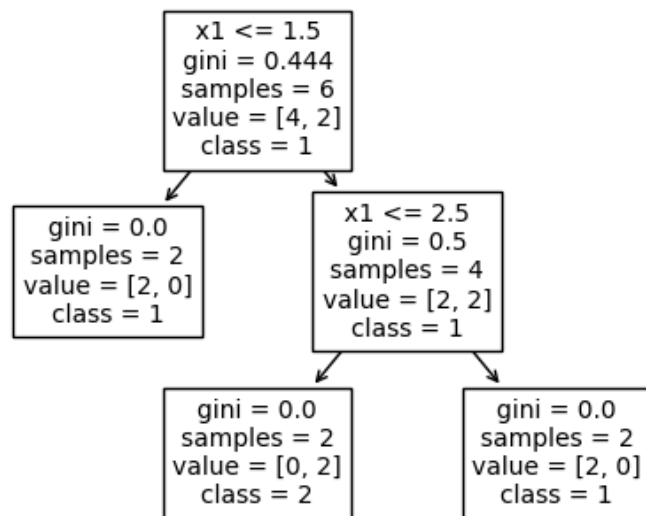 x1 <= 1.5
gini = 0.444
samples = 6
value = [4, 2]
class = 1
gini = 0.0
samples = 2
value = [2, 0]
class = 1
x1 <= 2.5
gini = 0.5
samples = 4
value = [2, 2]
class = 1
gini = 0.0
samples = 2
value = [0, 2]
class = 2
gini = 0.0
samples = 2
value = [2, 0]
class = 1